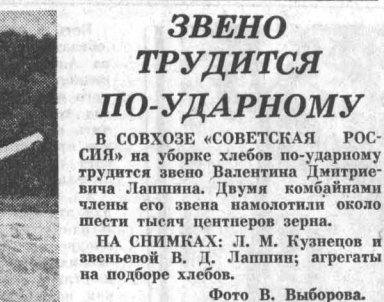 ЗВЕНО
ТРУДИТСЯ
ПО-УДАРНОМУ
В СОВХОЗЕ «СОВЕТСКАЯ РОС-
СИЯ» на уборке хлебов по-ударному
трудится звено Валентина Дмитрие-
вича Лапшина. Двумя комбайнами
члены его звена намолотили около
шести тысяч центнеров зерна.
НА СНИМКАХ: Л. М. Кузнецов и
звеньевой В. Д. Лапшин; агрегаты
на подборе хлебов.
Фото В. Выборова.